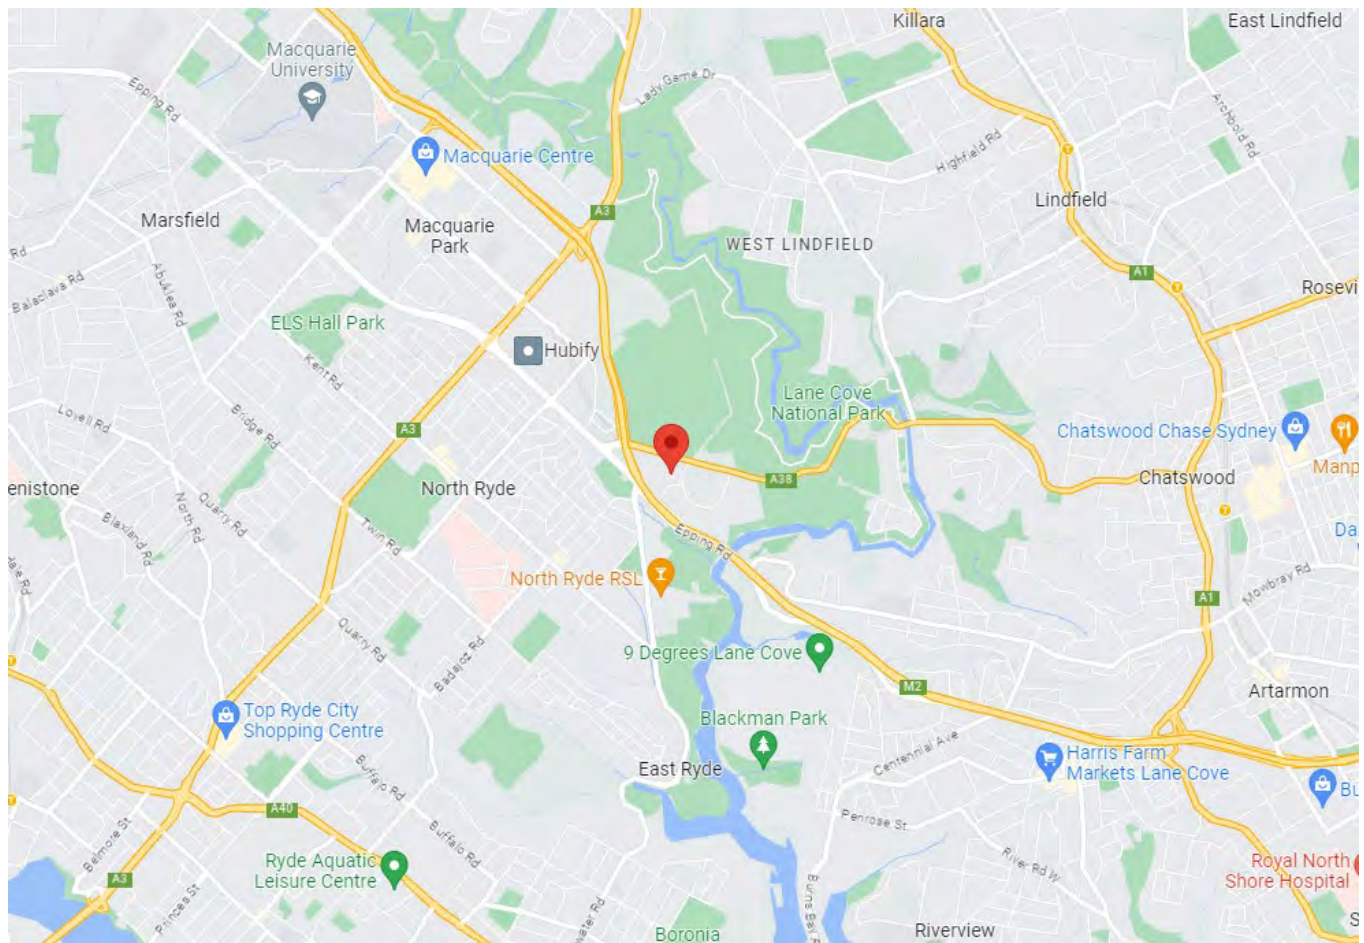 Killara
East Lindfield
Macquarie
University
Lady Game Dr
Epping Rd
Archbold Rd
Macquarie Centre
Highfield Rd
Lindfield
Marsfield
A3
Macquarie
Park
WEST LINDFIELD
Rd
Balaclava Rd
Abuklea Rd
A1
Rosevi
ELS Hall Park
Hubify
Kent Rd
Lane Cove
National Park
Lovell Rd
Bridge Rd
A3
Chatswood Chase Sydney
Manp
enistone
North Ryde
A38
Chatswood
Quarry Rd
North Rd
Blaxland Rd
Twin Rd
Epping Rd
Da
dale Rd
North Ryde RSL
Mowbray Rd
A1
Quarry Rd
Badajoz Rd
9 Degrees Lane Cove
M2
Artarmon
Top Ryde City
Shopping Centre
Blackman Park
Centennial Ave
Harris Farm
Markets Lane Cove
East Ryde
Buffalo Rd
Bu
A40
Penrose St
Belmore St
Buffalo Rd
River Rd W
Ryde Aquatic
Leisure Centre
Royal North
Shore Hospital
A3
Princes St
water Rd
Burns Bay R
Boronia
Riverview
S